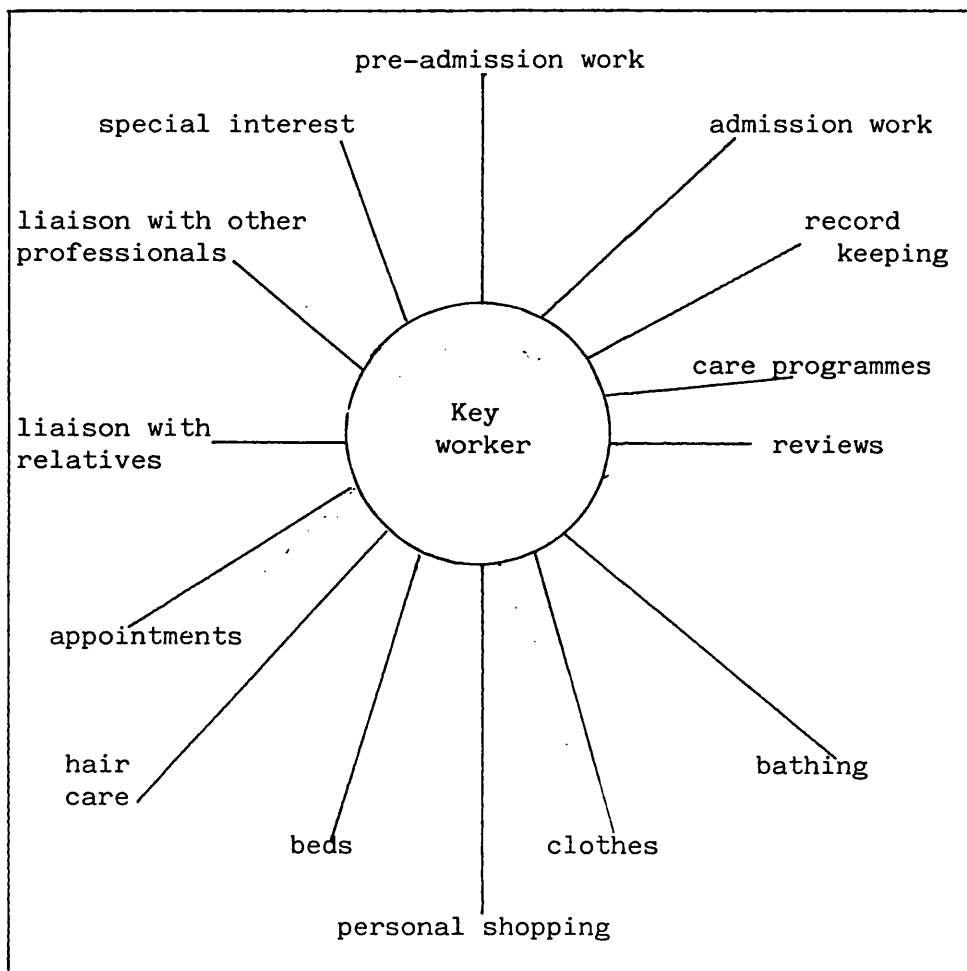 pre-admission work
special interest
admission work
liaison with other
professionals
record
keeping
care programmes
Key
worker
liaison with
relatives
reviews
appointments
hair
care
bathing
beds
clothes
personal shopping